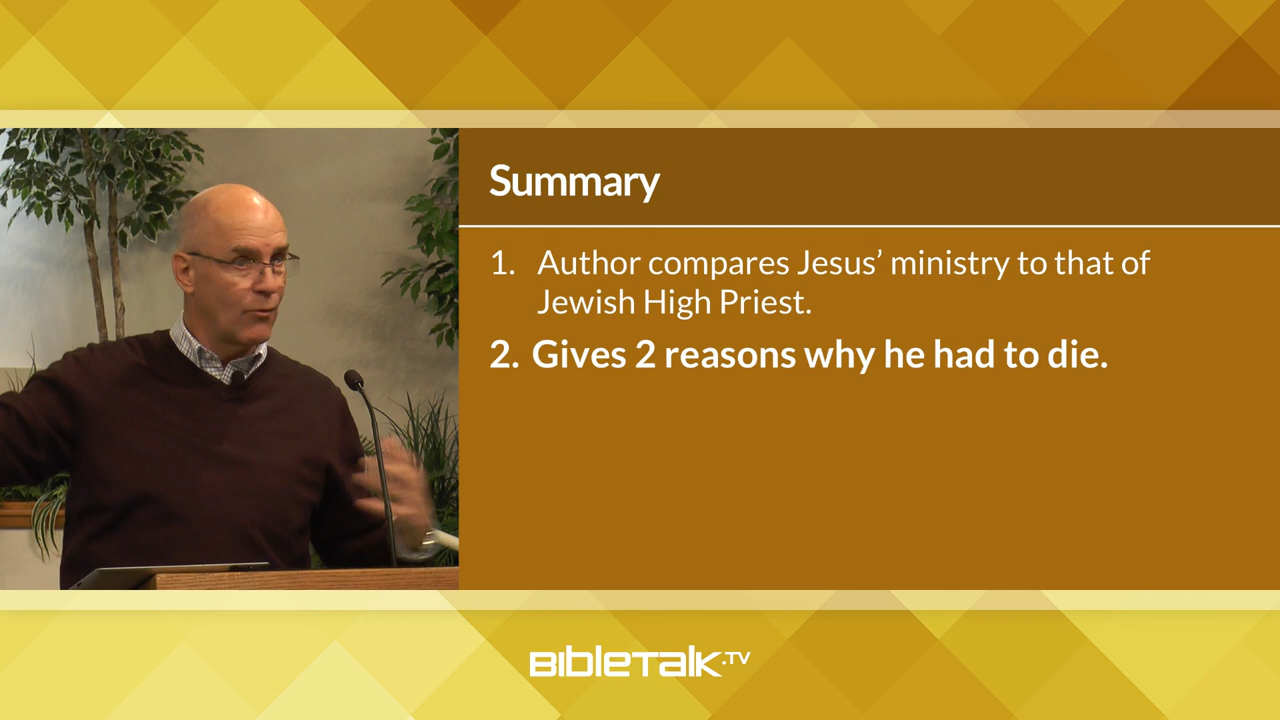 Summary
1. Author compares Jesus’ ministry to that of
Jewish High Priest.
2. Gives 2 reasons why he had to die.
BIBLETALK.TV